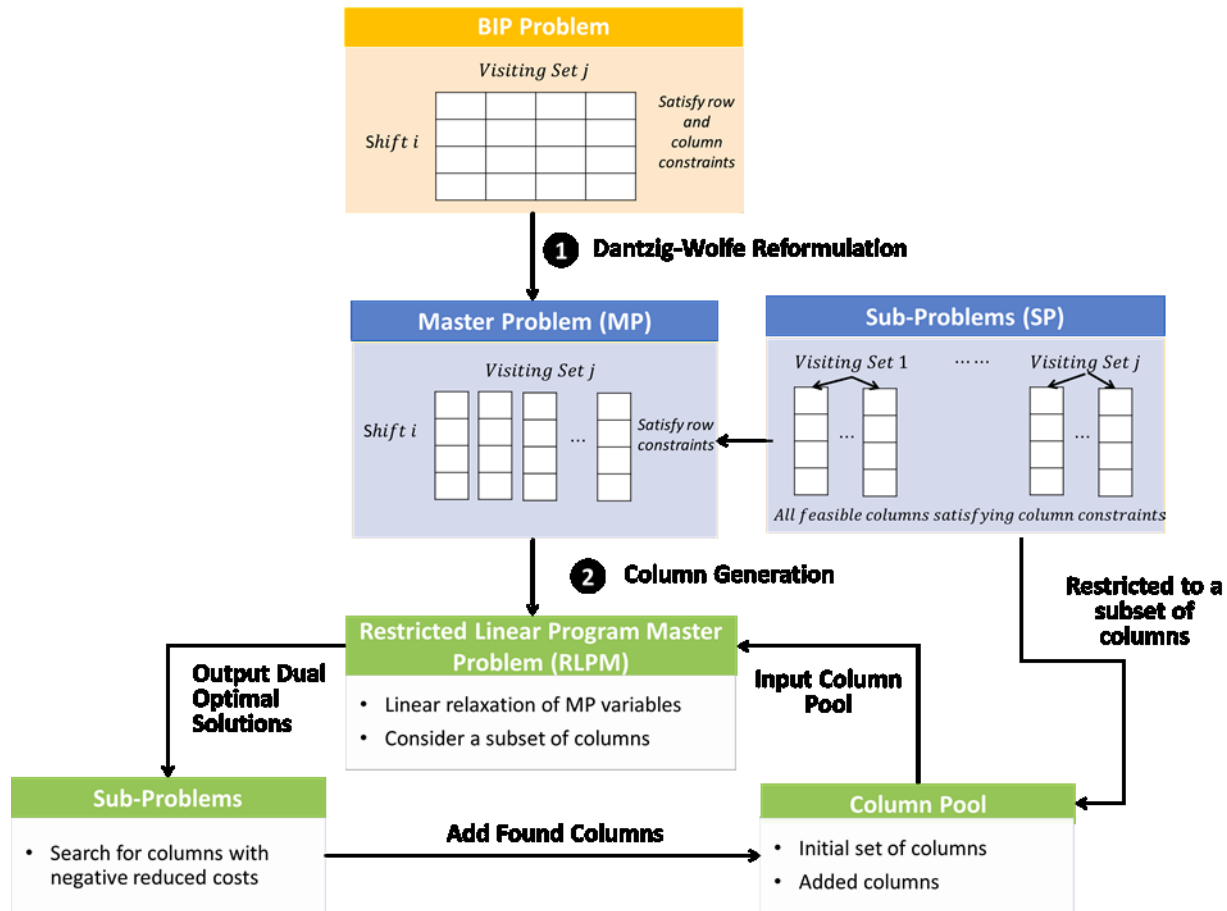 BIP Problem
Visiting Set j
Shift i
Satisfy row
and
column
constraints
1 Dantzig-Wolfe Reformulation
Master Problem (MP)
Visiting Set j
Shift i
...
Satisfy row
constraints
Sub-Problems (SP)
Visiting Set 1 ...... Visiting Set j
... ...
All feasible columns satisfying column constraints
2 Column Generation
Restricted to a
subset of
columns
Restricted Linear Program Master
Problem (RLPM)
• Linear relaxation of MP variables
• Consider a subset of columns
Output Dual
Optimal
Solutions
Input Column
Pool
Sub-Problems
• Search for columns with
negative reduced costs
Add Found Columns
Column Pool
• Initial set of columns
• Added columns